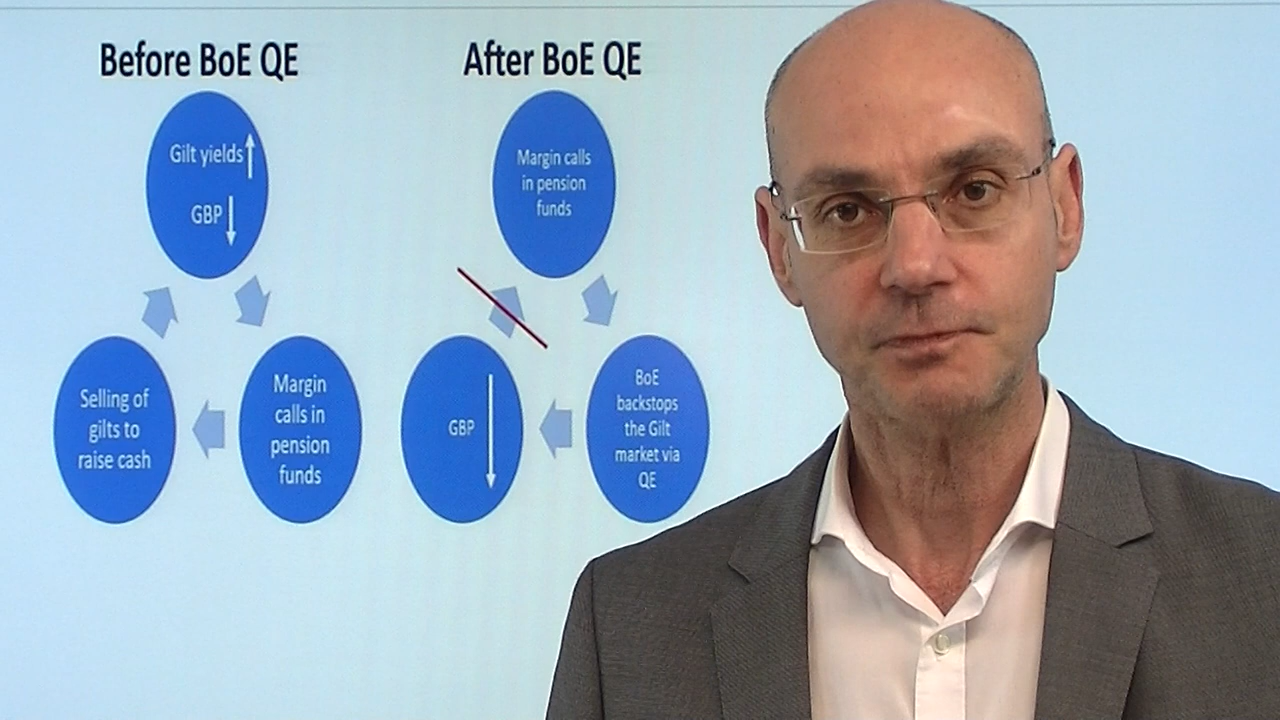 Before BoE QE
Gilt yields
GBP
Selling of
gilts to
raise cash
Margin
calls in
pension
funds
After BoE QE
Margin calls
in pension
funds
GBP
BoE
backstops
the Gilt
market via
QE